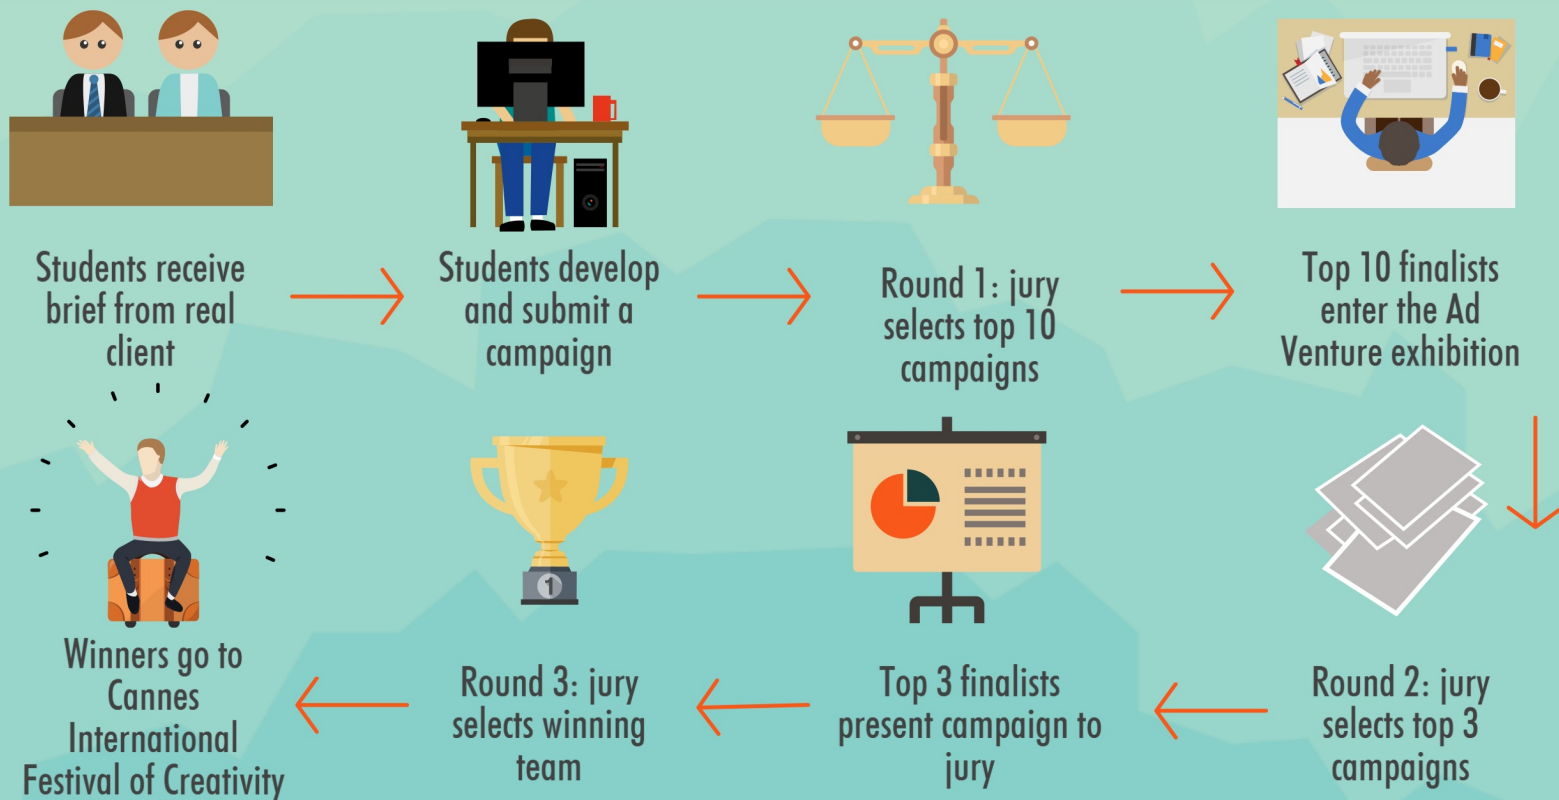 Students receive
brief from real
client
Students develop
and submit a
campaign
Round 1: jury
selects top 10
campaigns
Top 10 finalists
enter the Ad
Venture exhibition
Round 2: jury
selects top 3
campaigns
Top 3 finalists
present campaign to
jury
1
Round 3: jury
selects winning
team
Winners go to
Cannes
International
Festival of Creativity